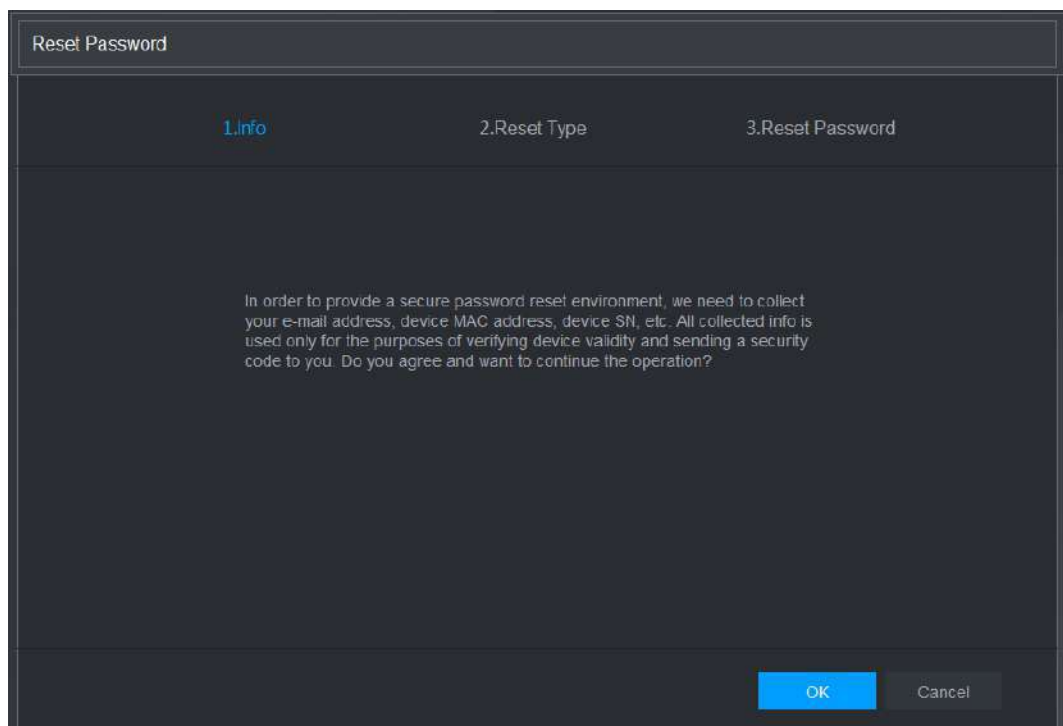 Reset Password
1.Info
2.Reset Type
3.Reset Password
In order to provide a secure password reset environment, we need to collect
your e-mail address, device MAC address, device SN, etc. All collected info is
used only for the purposes of verifying device validity and sending a security
code to you. Do you agree and want to continue the operation?
OK
Cancel